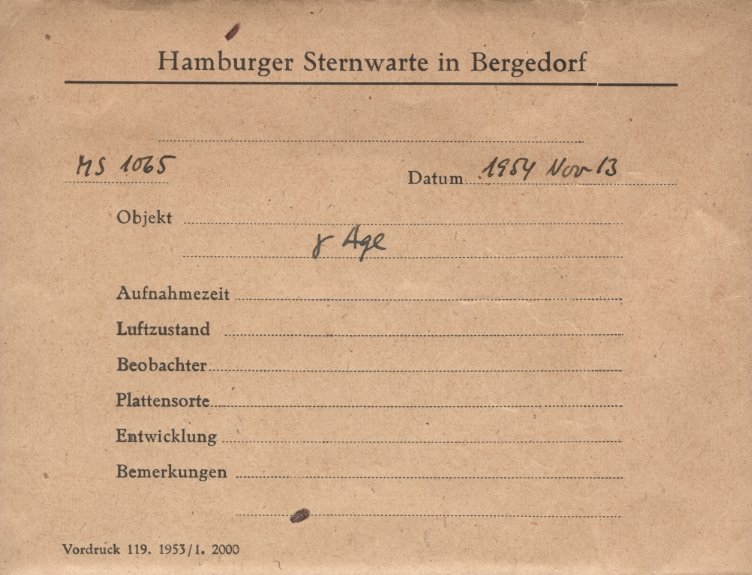 Hamburger Sternwarte in Bergedorf
MS 1065
Datum 1954 Nov 13
Objekt
γ Aqe
Aufnahmezeit
Luftzustand
Beobachter
Plattensorte
Entwicklung
Bemerkungen
Vordruck 119. 1953/1. 2000